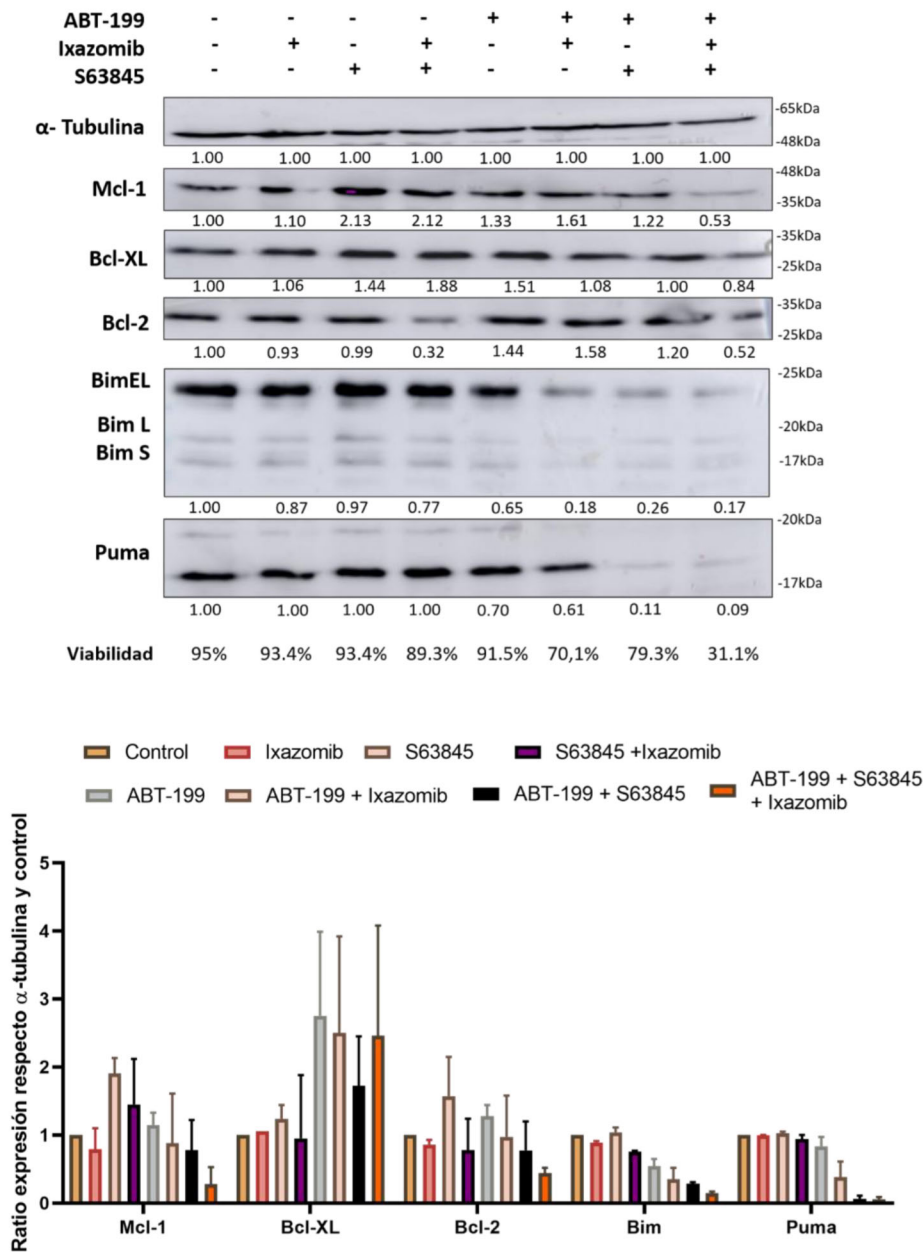 ABT-199 - - - - + + + +
Ixazomib - + - + - + - +
S63845 - - + + - - + +
α- Tubulina -65kDa -48kDa
1.00 1.00 1.00 1.00 1.00 1.00 1.00 1.00
Mcl-1 -48kDa -35kDa
1.00 1.10 2.13 2.12 1.33 1.61 1.22 0.53
Bcl-XL -35kDa -25kDa
1.00 1.06 1.44 1.88 1.51 1.08 1.00 0.84
Bcl-2 -35kDa -25kDa
1.00 0.93 0.99 0.32 1.44 1.58 1.20 0.52
BimEL -25kDa
Bim L -20kDa
Bim S -17kDa
1.00 0.87 0.97 0.77 0.65 0.18 0.26 0.17
Puma -20kDa -17kDa
1.00 1.00 1.00 1.00 0.70 0.61 0.11 0.09
Viabilidad 95% 93.4% 93.4% 89.3% 91.5% 70,1% 79.3% 31.1%
Control Ixazomib S63845 S63845 +Ixazomib
ABT-199 ABT-199 + Ixazomib ABT-199 + S63845 ABT-199 + S63845
+ Ixazomib
Ratio expresión respecto α-tubulina y control
5
4
3
2
1
0
Mcl-1 Bcl-XL Bcl-2 Bim Puma